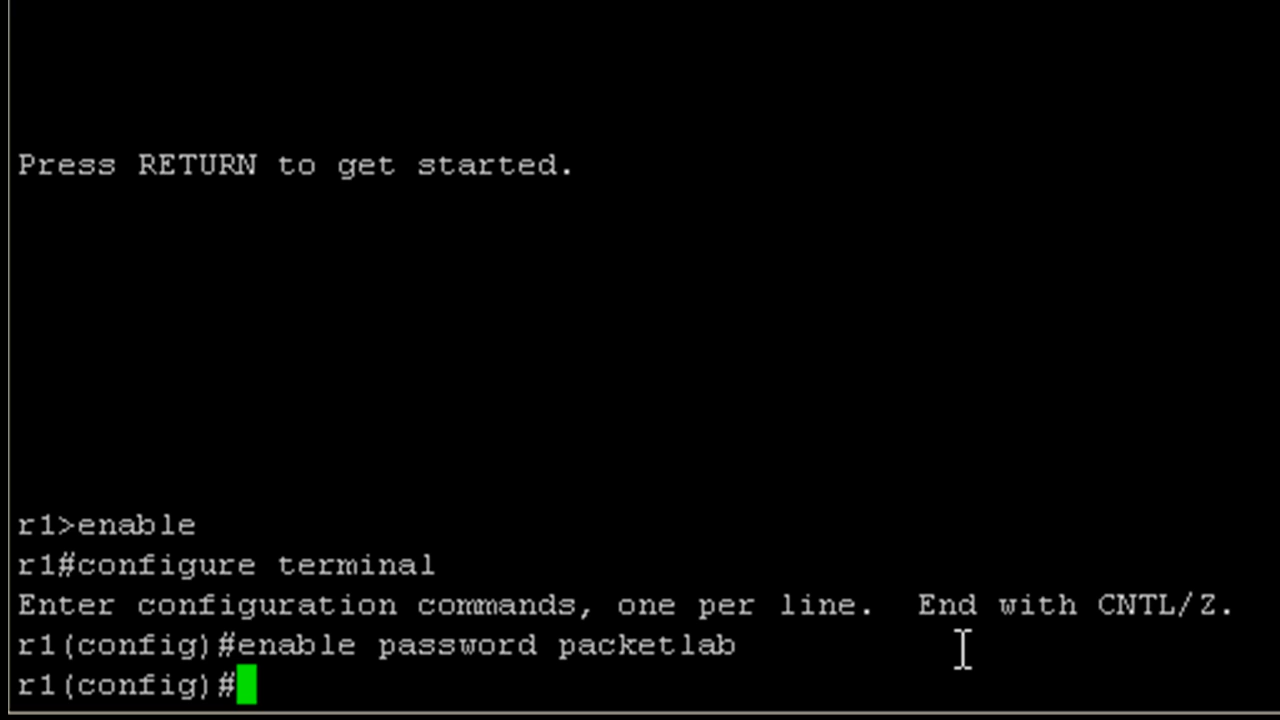 Press RETURN to get started.
r1>enable
r1#configure terminal
Enter configuration commands, one per line.  End with CNTL/Z.
r1(config)#enable password packetlab
r1(config)#